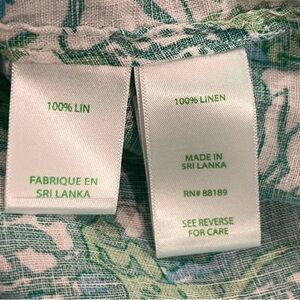 100% LIN
FABRIQUE EN
SRI LANKA
100% LINEN
MADE IN
SRI LANKA
RN# 88189
SEE REVERSE
FOR CARE